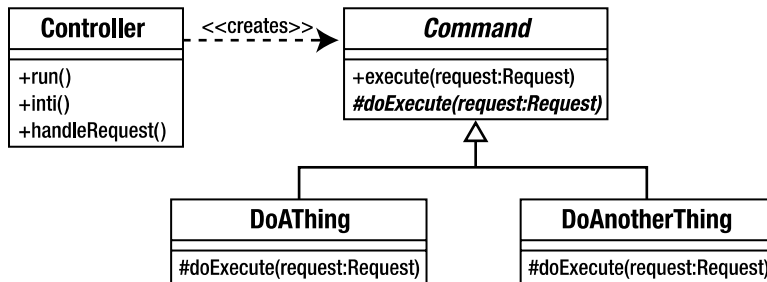 Controller
<<creates>>
Command
+run()
+inti()
+handleRequest()
+execute(request:Request)
#doExecute(request:Request)
DoAThing
DoAnotherThing
#doExecute(request:Request)
#doExecute(request:Request)